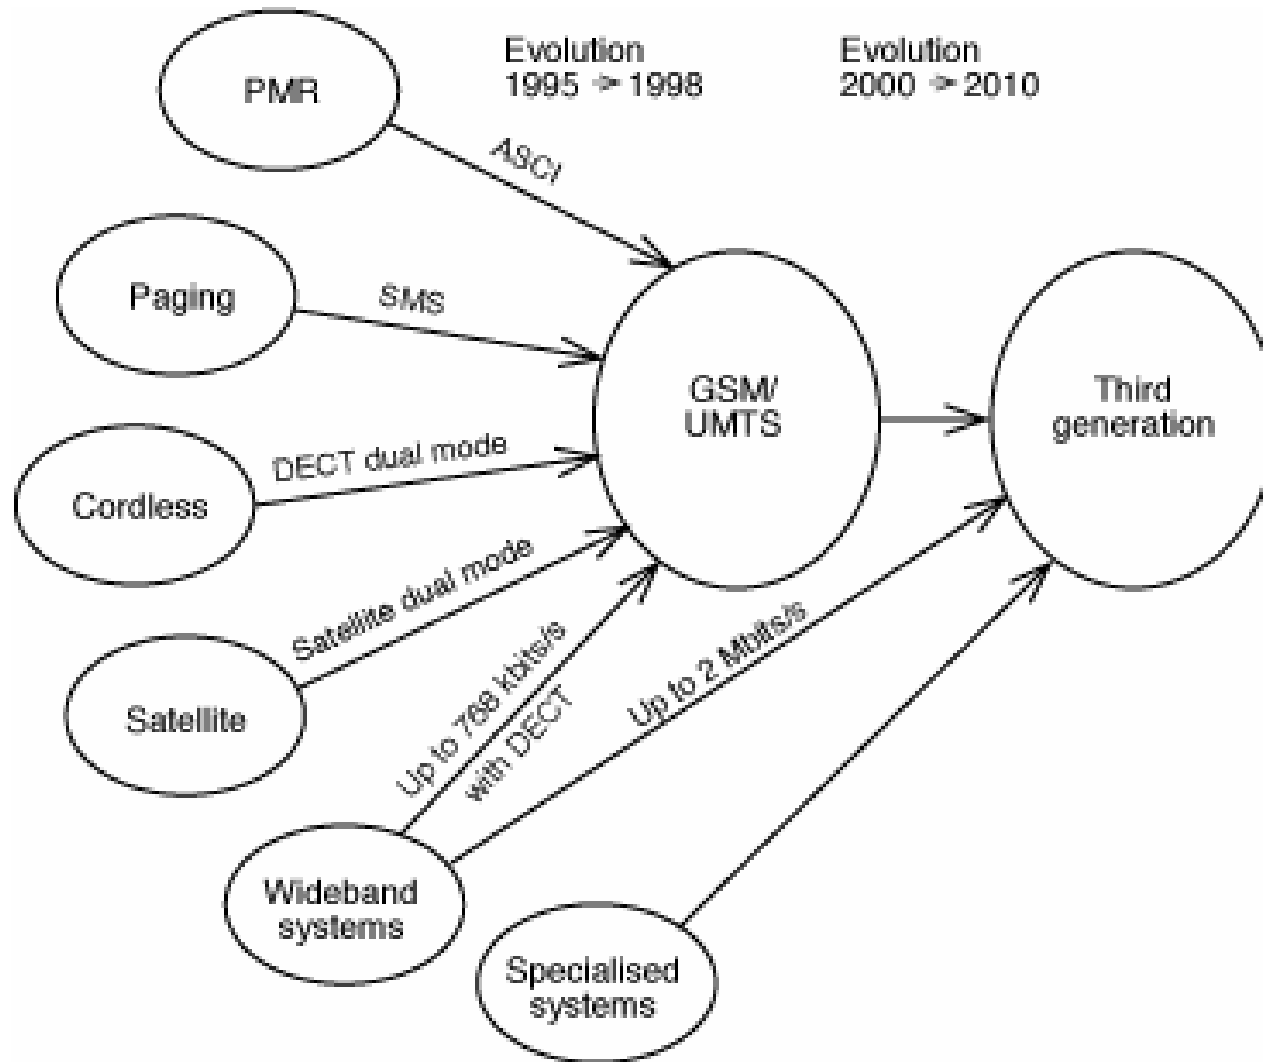 PMR
Evolution
1995 -> 1998
Evolution
2000 -> 2010
ASCI
Paging
SMS
GSM/
UMTS
Third
generation
DECT dual mode
Cordless
Satellite dual mode
Satellite
Up to 768 kbits/s
with DECT
Up to 2 Mbits/s
Wideband
systems
Specialised
systems